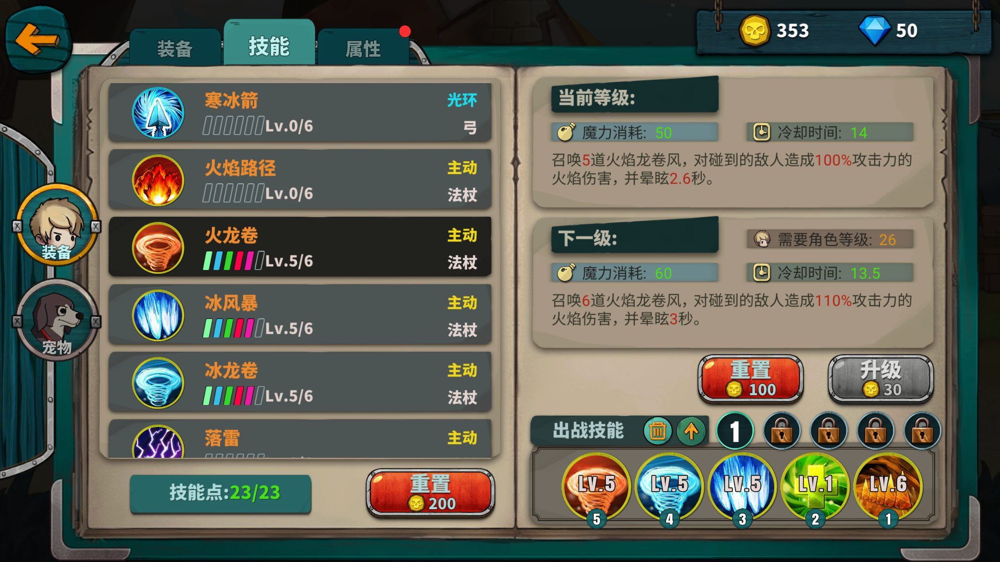 353
50
装备
技能
属性
寒冰箭
光环
Lv.0/6
弓
火焰路径
主动
Lv.0/6
法杖
火龙卷
主动
Lv.5/6
法杖
冰风暴
主动
Lv.5/6
法杖
冰龙卷
主动
Lv.5/6
法杖
落雷
主动
技能点:23/23
重置
200
装备
宠物
当前等级:
魔力消耗: 50
冷却时间: 14
召唤5道火焰龙卷风，对碰到的敌人造成100%攻击力的
火焰伤害，并晕眩2.6秒。
下一级:
需要角色等级: 26
魔力消耗: 60
冷却时间: 13.5
召唤6道火焰龙卷风，对碰到的敌人造成110%攻击力的
火焰伤害，并晕眩3秒。
重置
100
升级
30
出战技能
1
LV.5
LV.5
LV.5
LV.1
LV.6
5
4
3
2
1